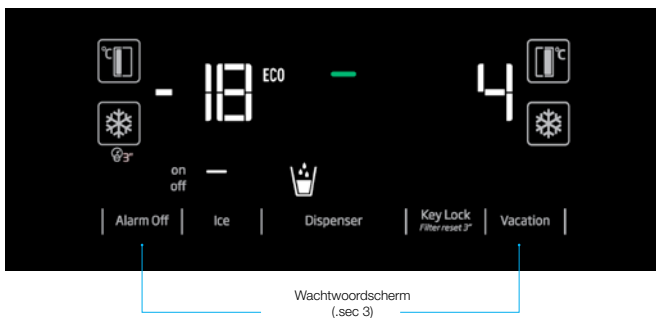 °C
°C
-18 ECO
4
3"
on
off
Alarm Off
Ice
Dispenser
Key Lock
Filter reset 3"
Vacation
Wachtwoordscherm
(.sec 3)